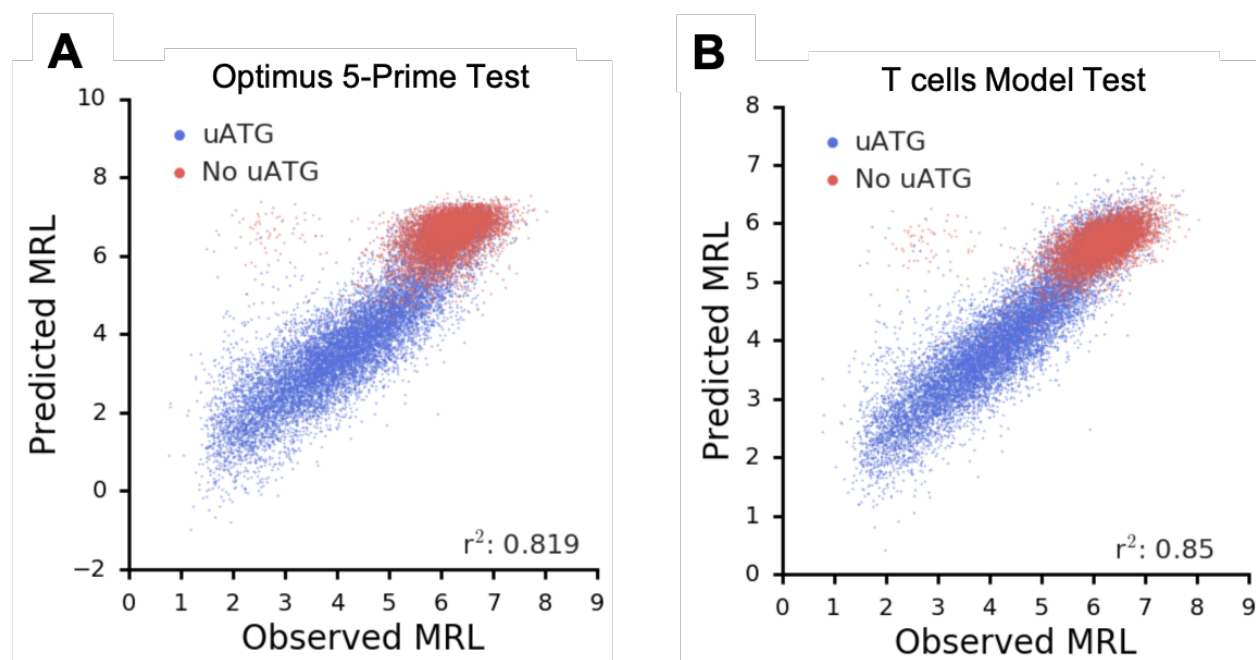 A
Optimus 5-Prime Test
10
8
6
4
2
0
−2
Predicted MRL
uATG
No uATG
r²: 0.819
0 1 2 3 4 5 6 7 8 9
Observed MRL
B
T cells Model Test
8
7
6
5
4
3
2
1
0
Predicted MRL
uATG
No uATG
r²: 0.85
0 1 2 3 4 5 6 7 8 9
Observed MRL